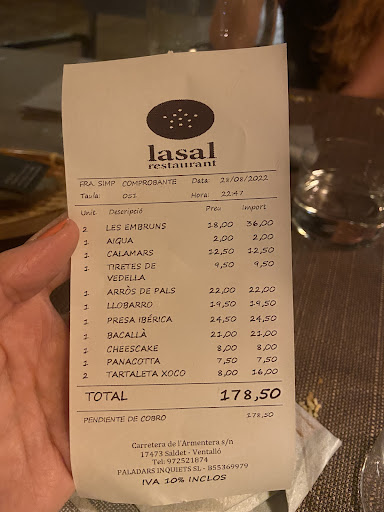 lasal
restaurant
FRA. SIMP COMPROBANTE Data: 28/08/2022
Taula: 051 Hora: 22:47
Unit Descripció Preu Import
2 LES EMBRUNS 18,00 36,00
1 AIGUA 2,00 2,00
1 CALAMARS 12,50 12,50
1 TIRETES DE 9,50 9,50
VEDELLA
1 ARRÒS DE PALS 22,00 22,00
1 LLOBARRO 19,50 19,50
1 PRESA IBÉRICA 24,50 24,50
1 BACALLÀ 21,00 21,00
1 CHEESCAKE 8,00 8,00
1 PANACOTTA 7,50 7,50
2 TARTALETA XOCO 8,00 16,00
TOTAL 178,50
PENDIENTE DE COBRO 178,50
Carretera de l'Armentera s/n
17473 Saldet - Ventalló
Tel: 972521874
PALADARS INQUIETS SL - B55369979
IVA 10% INCLOS